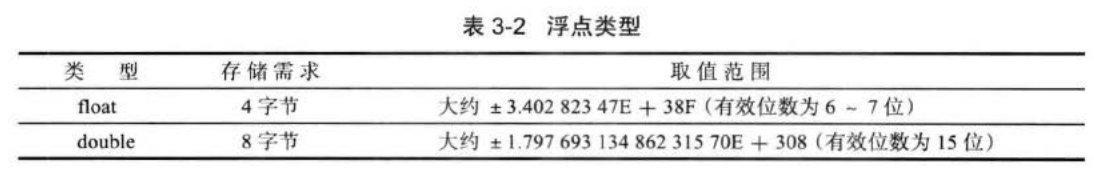 表 3-2 浮点类型
类 型 存储需求 取值范围
float 4 字节 大约 ± 3.402 823 47E + 38F (有效位数为 6 ~ 7 位)
double 8 字节 大约 ± 1.797 693 134 862 315 70E + 308 (有效位数为 15 位)